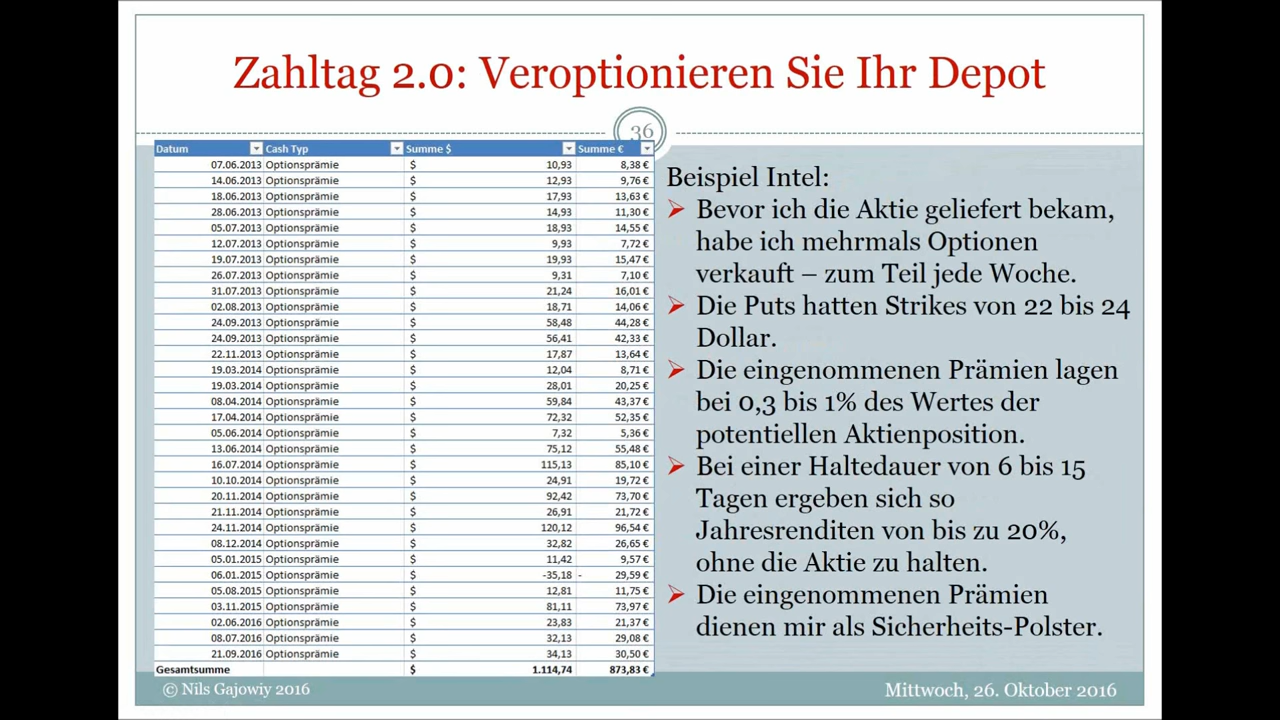 Zahltag 2.0: Veroptionieren Sie Ihr Depot
36
Datum Cash Typ Summe $ Summe €
07.06.2013 Optionsprämie $ 10,93 8,38 €
14.06.2013 Optionsprämie $ 12,93 9,76 €
18.06.2013 Optionsprämie $ 17,93 13,63 €
28.06.2013 Optionsprämie $ 14,93 11,30 €
05.07.2013 Optionsprämie $ 18,93 14,55 €
12.07.2013 Optionsprämie $ 9,93 7,72 €
19.07.2013 Optionsprämie $ 19,93 15,47 €
26.07.2013 Optionsprämie $ 9,31 7,10 €
31.07.2013 Optionsprämie $ 21,24 16,01 €
02.08.2013 Optionsprämie $ 18,71 14,06 €
24.09.2013 Optionsprämie $ 58,48 44,28 €
24.09.2013 Optionsprämie $ 56,41 42,33 €
22.11.2013 Optionsprämie $ 17,87 13,64 €
19.03.2014 Optionsprämie $ 12,04 8,71 €
19.03.2014 Optionsprämie $ 28,01 20,25 €
08.04.2014 Optionsprämie $ 59,84 43,37 €
17.04.2014 Optionsprämie $ 72,32 52,35 €
05.06.2014 Optionsprämie $ 7,32 5,36 €
13.06.2014 Optionsprämie $ 75,12 55,48 €
16.07.2014 Optionsprämie $ 115,13 85,10 €
10.10.2014 Optionsprämie $ 24,91 19,72 €
20.11.2014 Optionsprämie $ 92,42 73,70 €
21.11.2014 Optionsprämie $ 26,91 21,72 €
24.11.2014 Optionsprämie $ 120,12 96,54 €
08.12.2014 Optionsprämie $ 32,82 26,65 €
05.01.2015 Optionsprämie $ 11,42 9,57 €
06.01.2015 Optionsprämie $ -35,18 - 29,59 €
05.08.2015 Optionsprämie $ 12,81 11,75 €
03.11.2015 Optionsprämie $ 81,11 73,97 €
02.06.2016 Optionsprämie $ 23,83 21,37 €
08.07.2016 Optionsprämie $ 32,13 29,08 €
21.09.2016 Optionsprämie $ 34,13 30,50 €
Gesamtsumme $ 1.114,74 873,83 €
Beispiel Intel:
Bevor ich die Aktie geliefert bekam,
habe ich mehrmals Optionen
verkauft – zum Teil jede Woche.
Die Puts hatten Strikes von 22 bis 24
Dollar.
Die eingenommenen Prämien lagen
bei 0,3 bis 1% des Wertes der
potentiellen Aktienposition.
Bei einer Haltedauer von 6 bis 15
Tagen ergeben sich so
Jahresrenditen von bis zu 20%,
ohne die Aktie zu halten.
Die eingenommenen Prämien
dienen mir als Sicherheits-Polster.
© Nils Gajowiy 2016
Mittwoch, 26. Oktober 2016